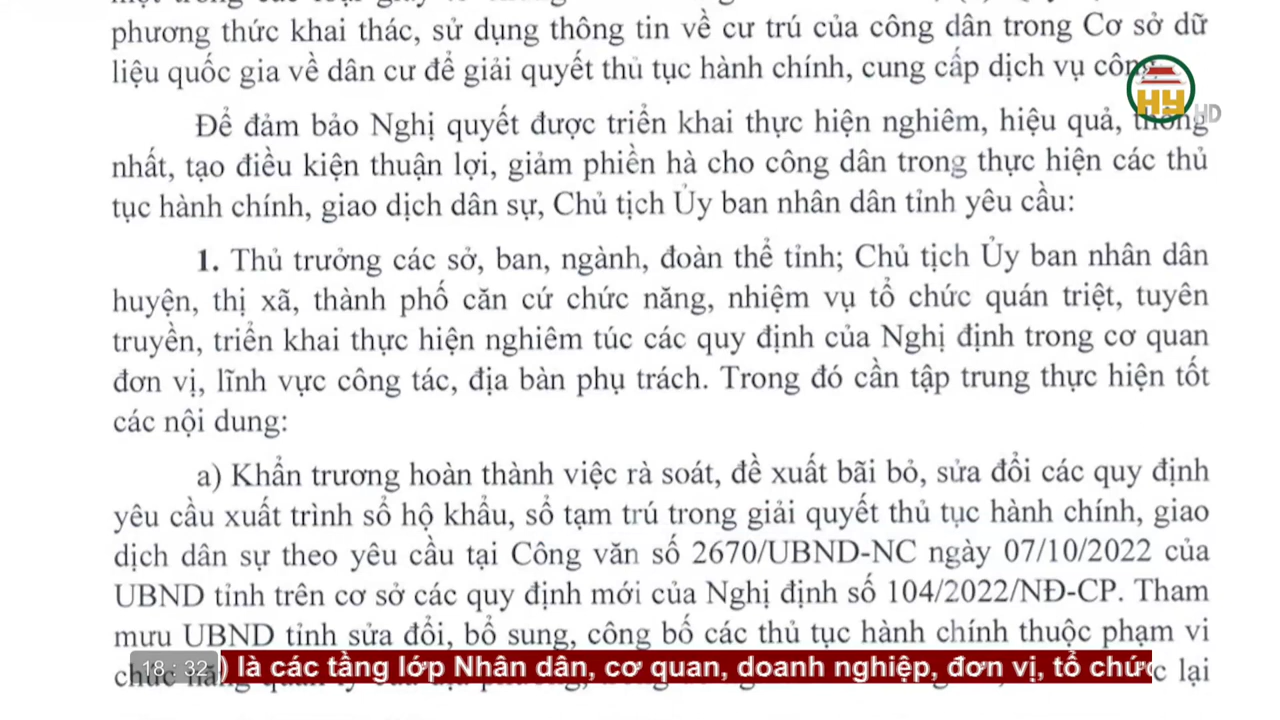 phương thức khai thác, sử dụng thông tin về cư trú của công dân trong Cơ sở dữ
liệu quốc gia về dân cư để giải quyết thủ tục hành chính, cung cấp dịch vụ
HY
HD
Để đảm bảo Nghị quyết được triển khai thực hiện nghiêm, hiệu quả, thống
nhất, tạo điều kiện thuận lợi, giảm phiền hà cho công dân trong thực hiện các thủ
tục hành chính, giao dịch dân sự, Chủ tịch Ủy ban nhân dân tỉnh yêu cầu:
1. Thủ trưởng các sở, ban, ngành, đoàn thể tỉnh; Chủ tịch Ủy ban nhân dân
huyện, thị xã, thành phố căn cứ chức năng, nhiệm vụ tổ chức quán triệt, tuyên
truyền, triển khai thực hiện nghiêm túc các quy định của Nghị định trong cơ quan
đơn vị, lĩnh vực công tác, địa bàn phụ trách. Trong đó cần tập trung thực hiện tốt
các nội dung:
a) Khẩn trương hoàn thành việc rà soát, đề xuất bãi bỏ, sửa đổi các quy định
yêu cầu xuất trình sổ hộ khẩu, sổ tạm trú trong giải quyết thủ tục hành chính, giao
dịch dân sự theo yêu cầu tại Công văn số 2670/UBND-NC ngày 07/10/2022 của
UBND tỉnh trên cơ sở các quy định mới của Nghị định số 104/2022/NĐ-CP. Tham
mưu UBND tỉnh sửa đổi, bổ sung, công bố các thủ tục hành chính thuộc phạm vi
18 : 32 ) là các tầng lớp Nhân dân, cơ quan, doanh nghiệp, đơn vị, tổ chức
lại